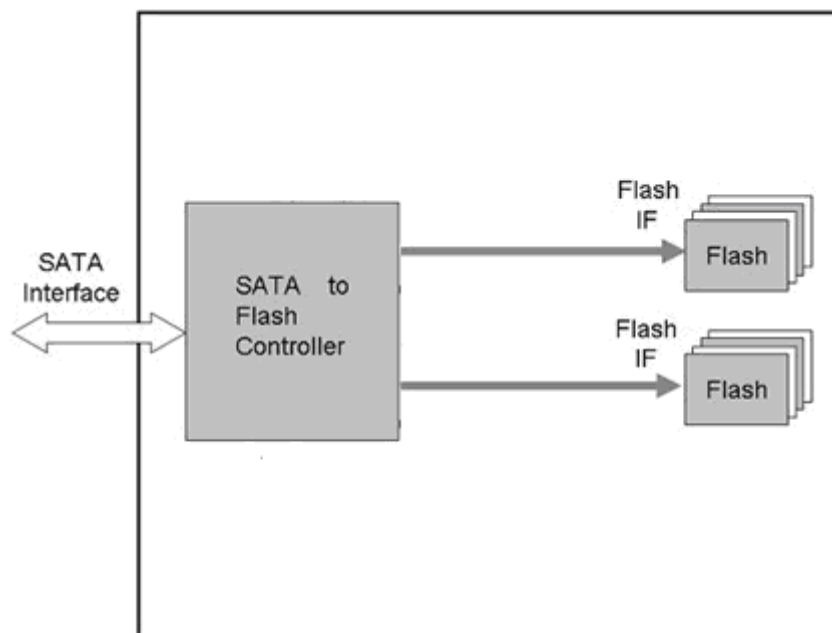 SATA
Interface
SATA to
Flash
Controller
Flash
IF
Flash
Flash
IF
Flash